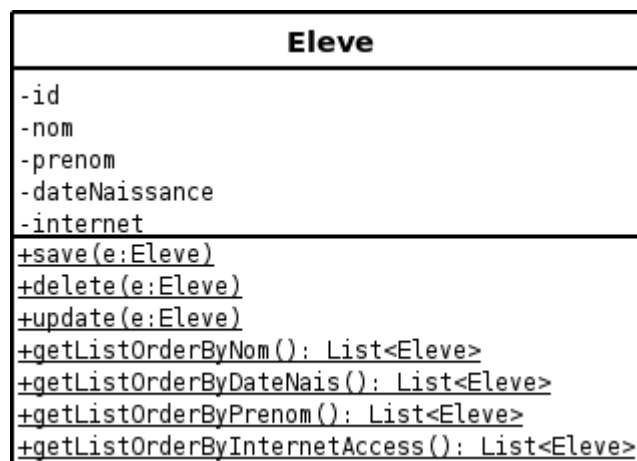 Eleve
-id
-nom
-prenom
-dateNaissance
-internet
+save(e:Eleve)
+delete(e:Eleve)
+update(e:Eleve)
+getListOrderByNom(): List<Eleve>
+getListOrderByDateNais(): List<Eleve>
+getListOrderByPrenom(): List<Eleve>
+getListOrderByInternetAccess(): List<Eleve>